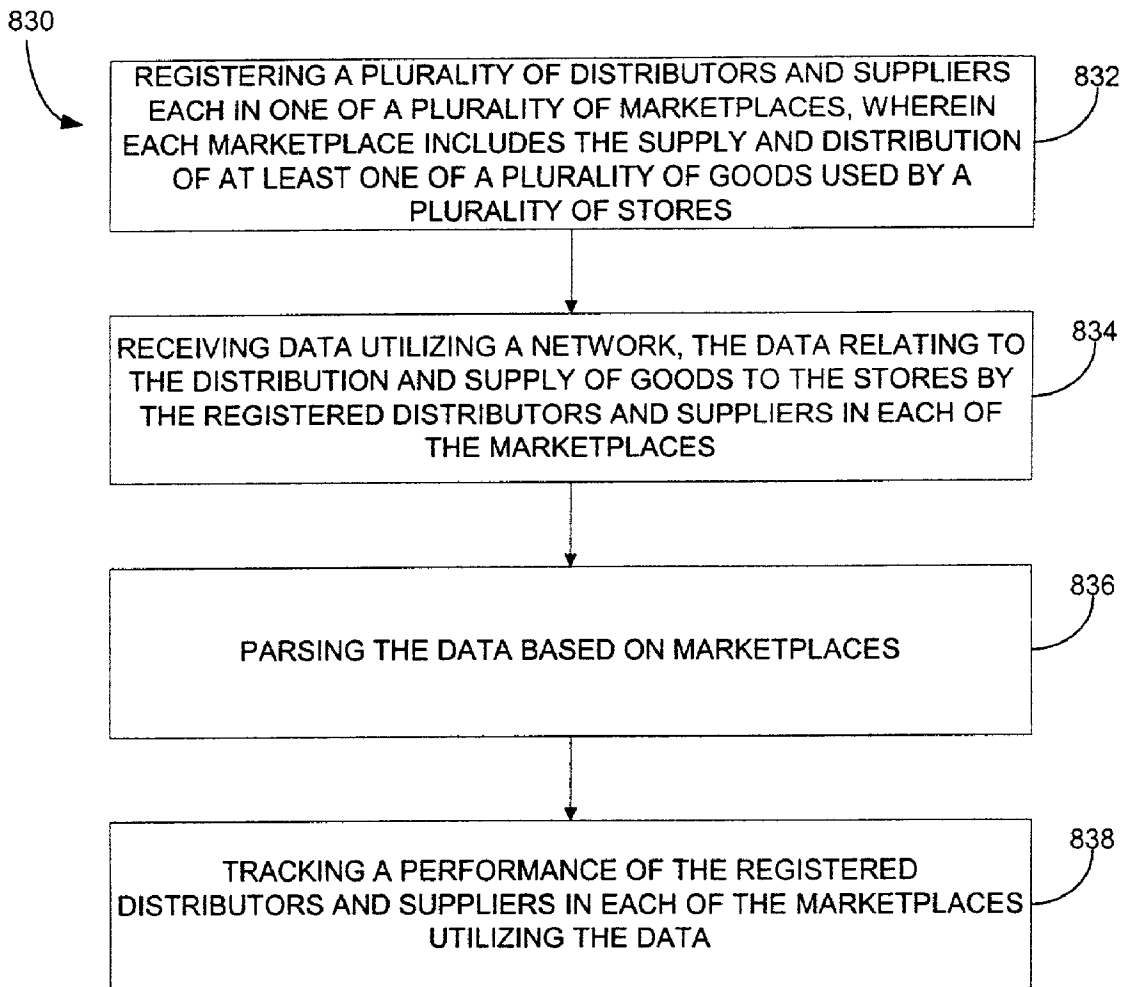 830
REGISTERING A PLURALITY OF DISTRIBUTORS AND SUPPLIERS
EACH IN ONE OF A PLURALITY OF MARKETPLACES, WHEREIN
EACH MARKETPLACE INCLUDES THE SUPPLY AND DISTRIBUTION
OF AT LEAST ONE OF A PLURALITY OF GOODS USED BY A
PLURALITY OF STORES
832
RECEIVING DATA UTILIZING A NETWORK, THE DATA RELATING TO
THE DISTRIBUTION AND SUPPLY OF GOODS TO THE STORES BY
THE REGISTERED DISTRIBUTORS AND SUPPLIERS IN EACH OF
THE MARKETPLACES
834
PARSING THE DATA BASED ON MARKETPLACES
836
TRACKING A PERFORMANCE OF THE REGISTERED
DISTRIBUTORS AND SUPPLIERS IN EACH OF THE MARKETPLACES
UTILIZING THE DATA
838